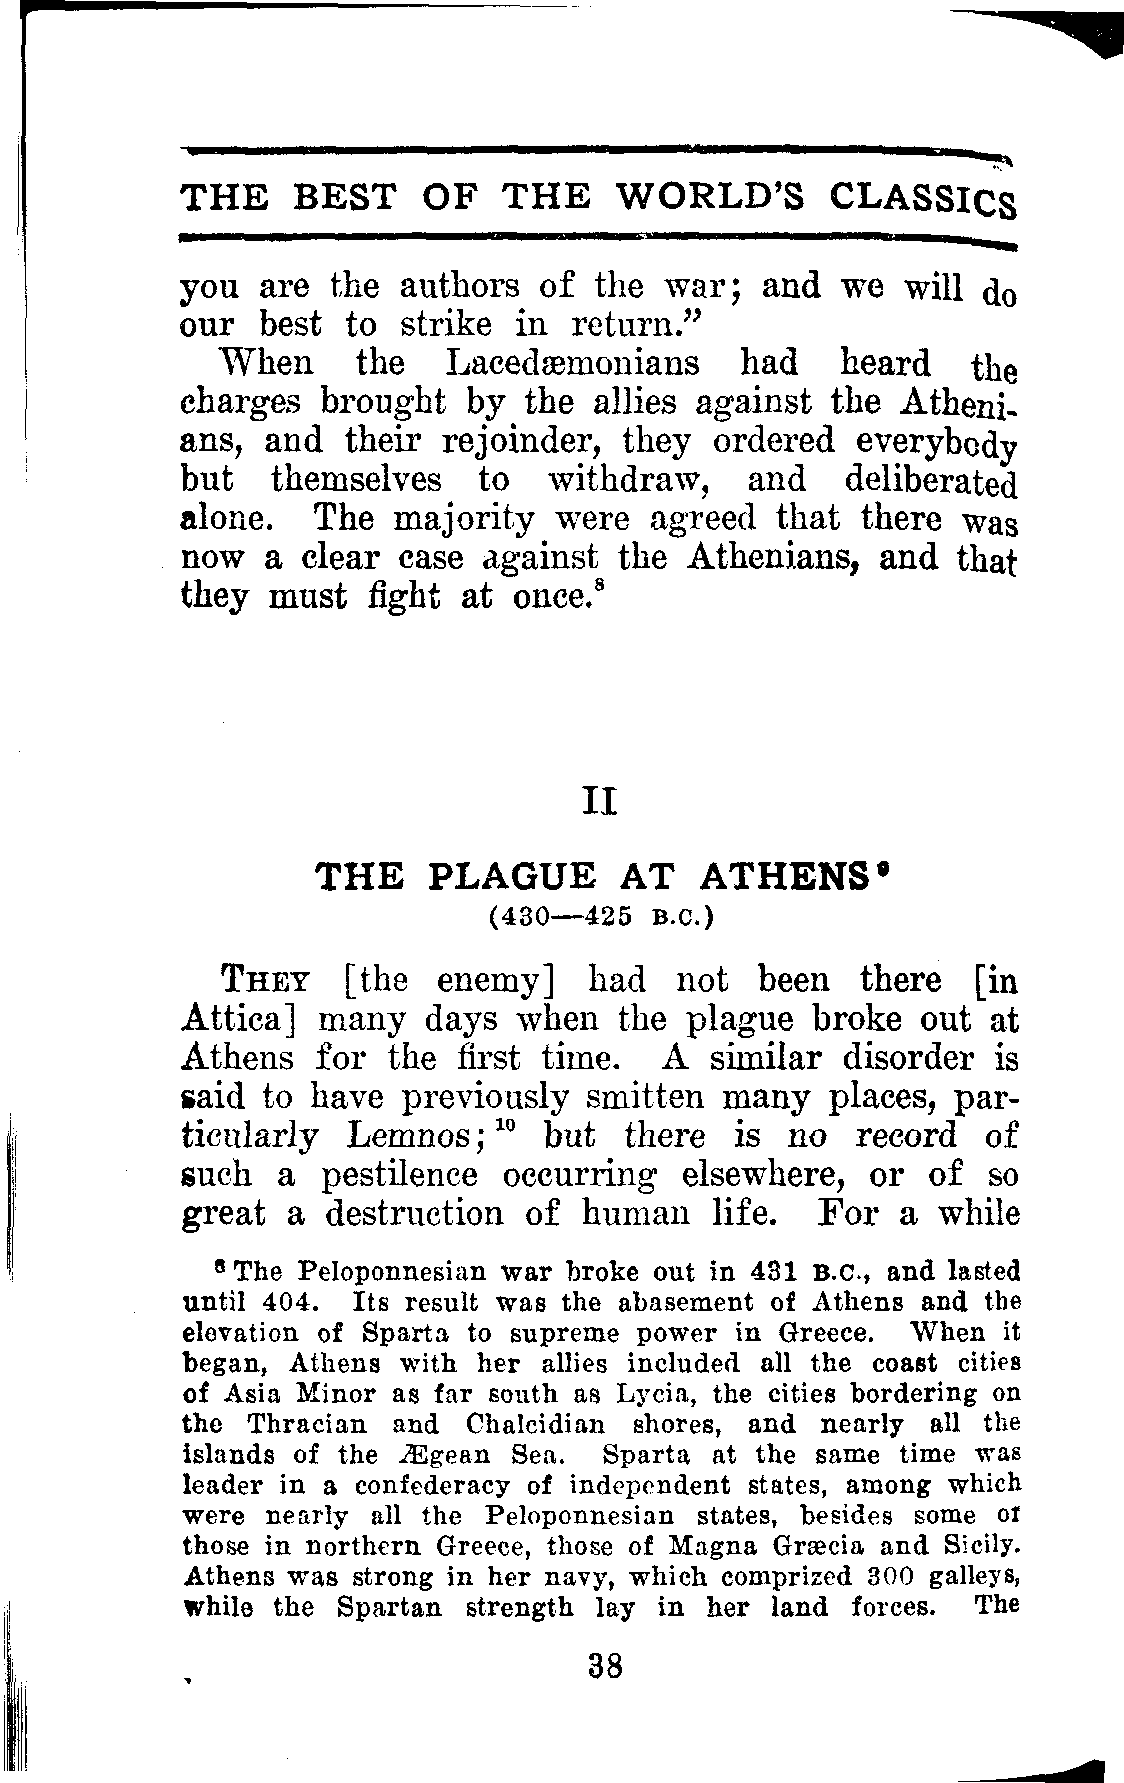 THE BEST OF THE WORLD'S CLASSICS
you are the authors of the war; and we will do
our best to strike in return.”
When the Lacedæmonians had heard the
charges brought by the allies against the Atheni-
ans, and their rejoinder, they ordered everybody
but themselves to withdraw, and deliberated
alone. The majority were agreed that there was
now a clear case against the Athenians, and that
they must fight at once.⁸
II
THE PLAGUE AT ATHENS⁹
(430—425 B.C.)
THEY [the enemy] had not been there [in
Attica] many days when the plague broke out at
Athens for the first time. A similar disorder is
said to have previously smitten many places, par-
ticularly Lemnos;¹⁰ but there is no record of
such a pestilence occurring elsewhere, or of so
great a destruction of human life. For a while
⁸ The Peloponnesian war broke out in 431 B.C., and lasted
until 404. Its result was the abasement of Athens and the
elevation of Sparta to supreme power in Greece. When it
began, Athens with her allies included all the coast cities
of Asia Minor as far south as Lycia, the cities bordering on
the Thracian and Chalcidian shores, and nearly all the
islands of the Ægean Sea. Sparta at the same time was
leader in a confederacy of independent states, among which
were nearly all the Peloponnesian states, besides some of
those in northern Greece, those of Magna Græcia and Sicily.
Athens was strong in her navy, which comprized 300 galleys,
while the Spartan strength lay in her land forces. The
38